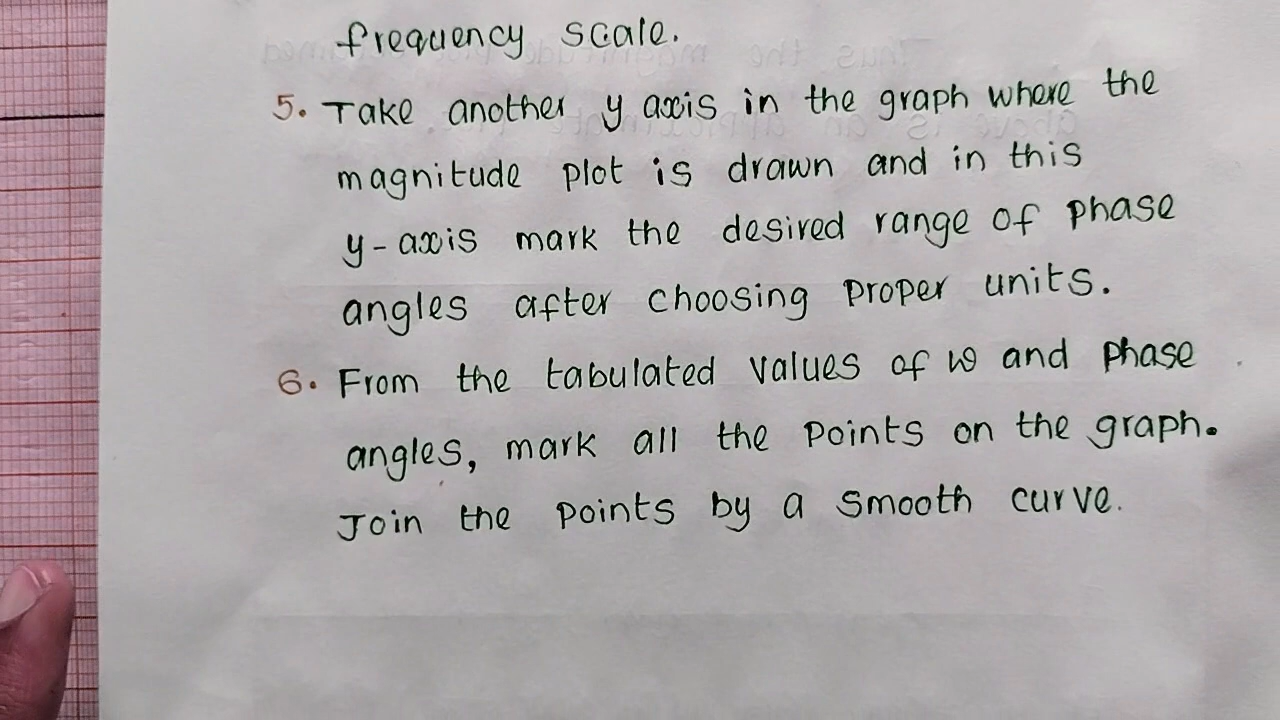 frequency scale.
5. Take another y axis in the graph where the
magnitude plot is drawn and in this
y-axis mark the desired range of phase
angles after choosing proper units.
6. From the tabulated values of ω and phase
angles, mark all the points on the graph.
Join the points by a smooth curve.